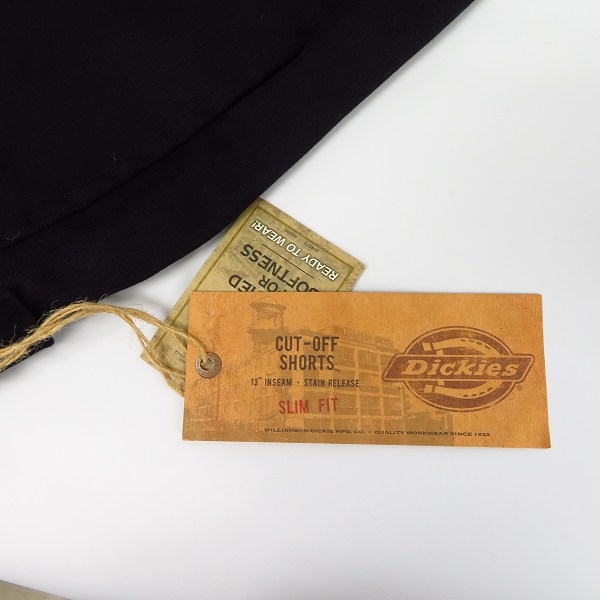 READY TO WEAR!
SOFTNESS
FOR
CUT-OFF
SHORTS
13" INSEAM · STAIN RELEASE
SLIM FIT
Dickies®
WILLIAMSON-DICKIE MFG. CO. · QUALITY WORKWEAR SINCE 1922